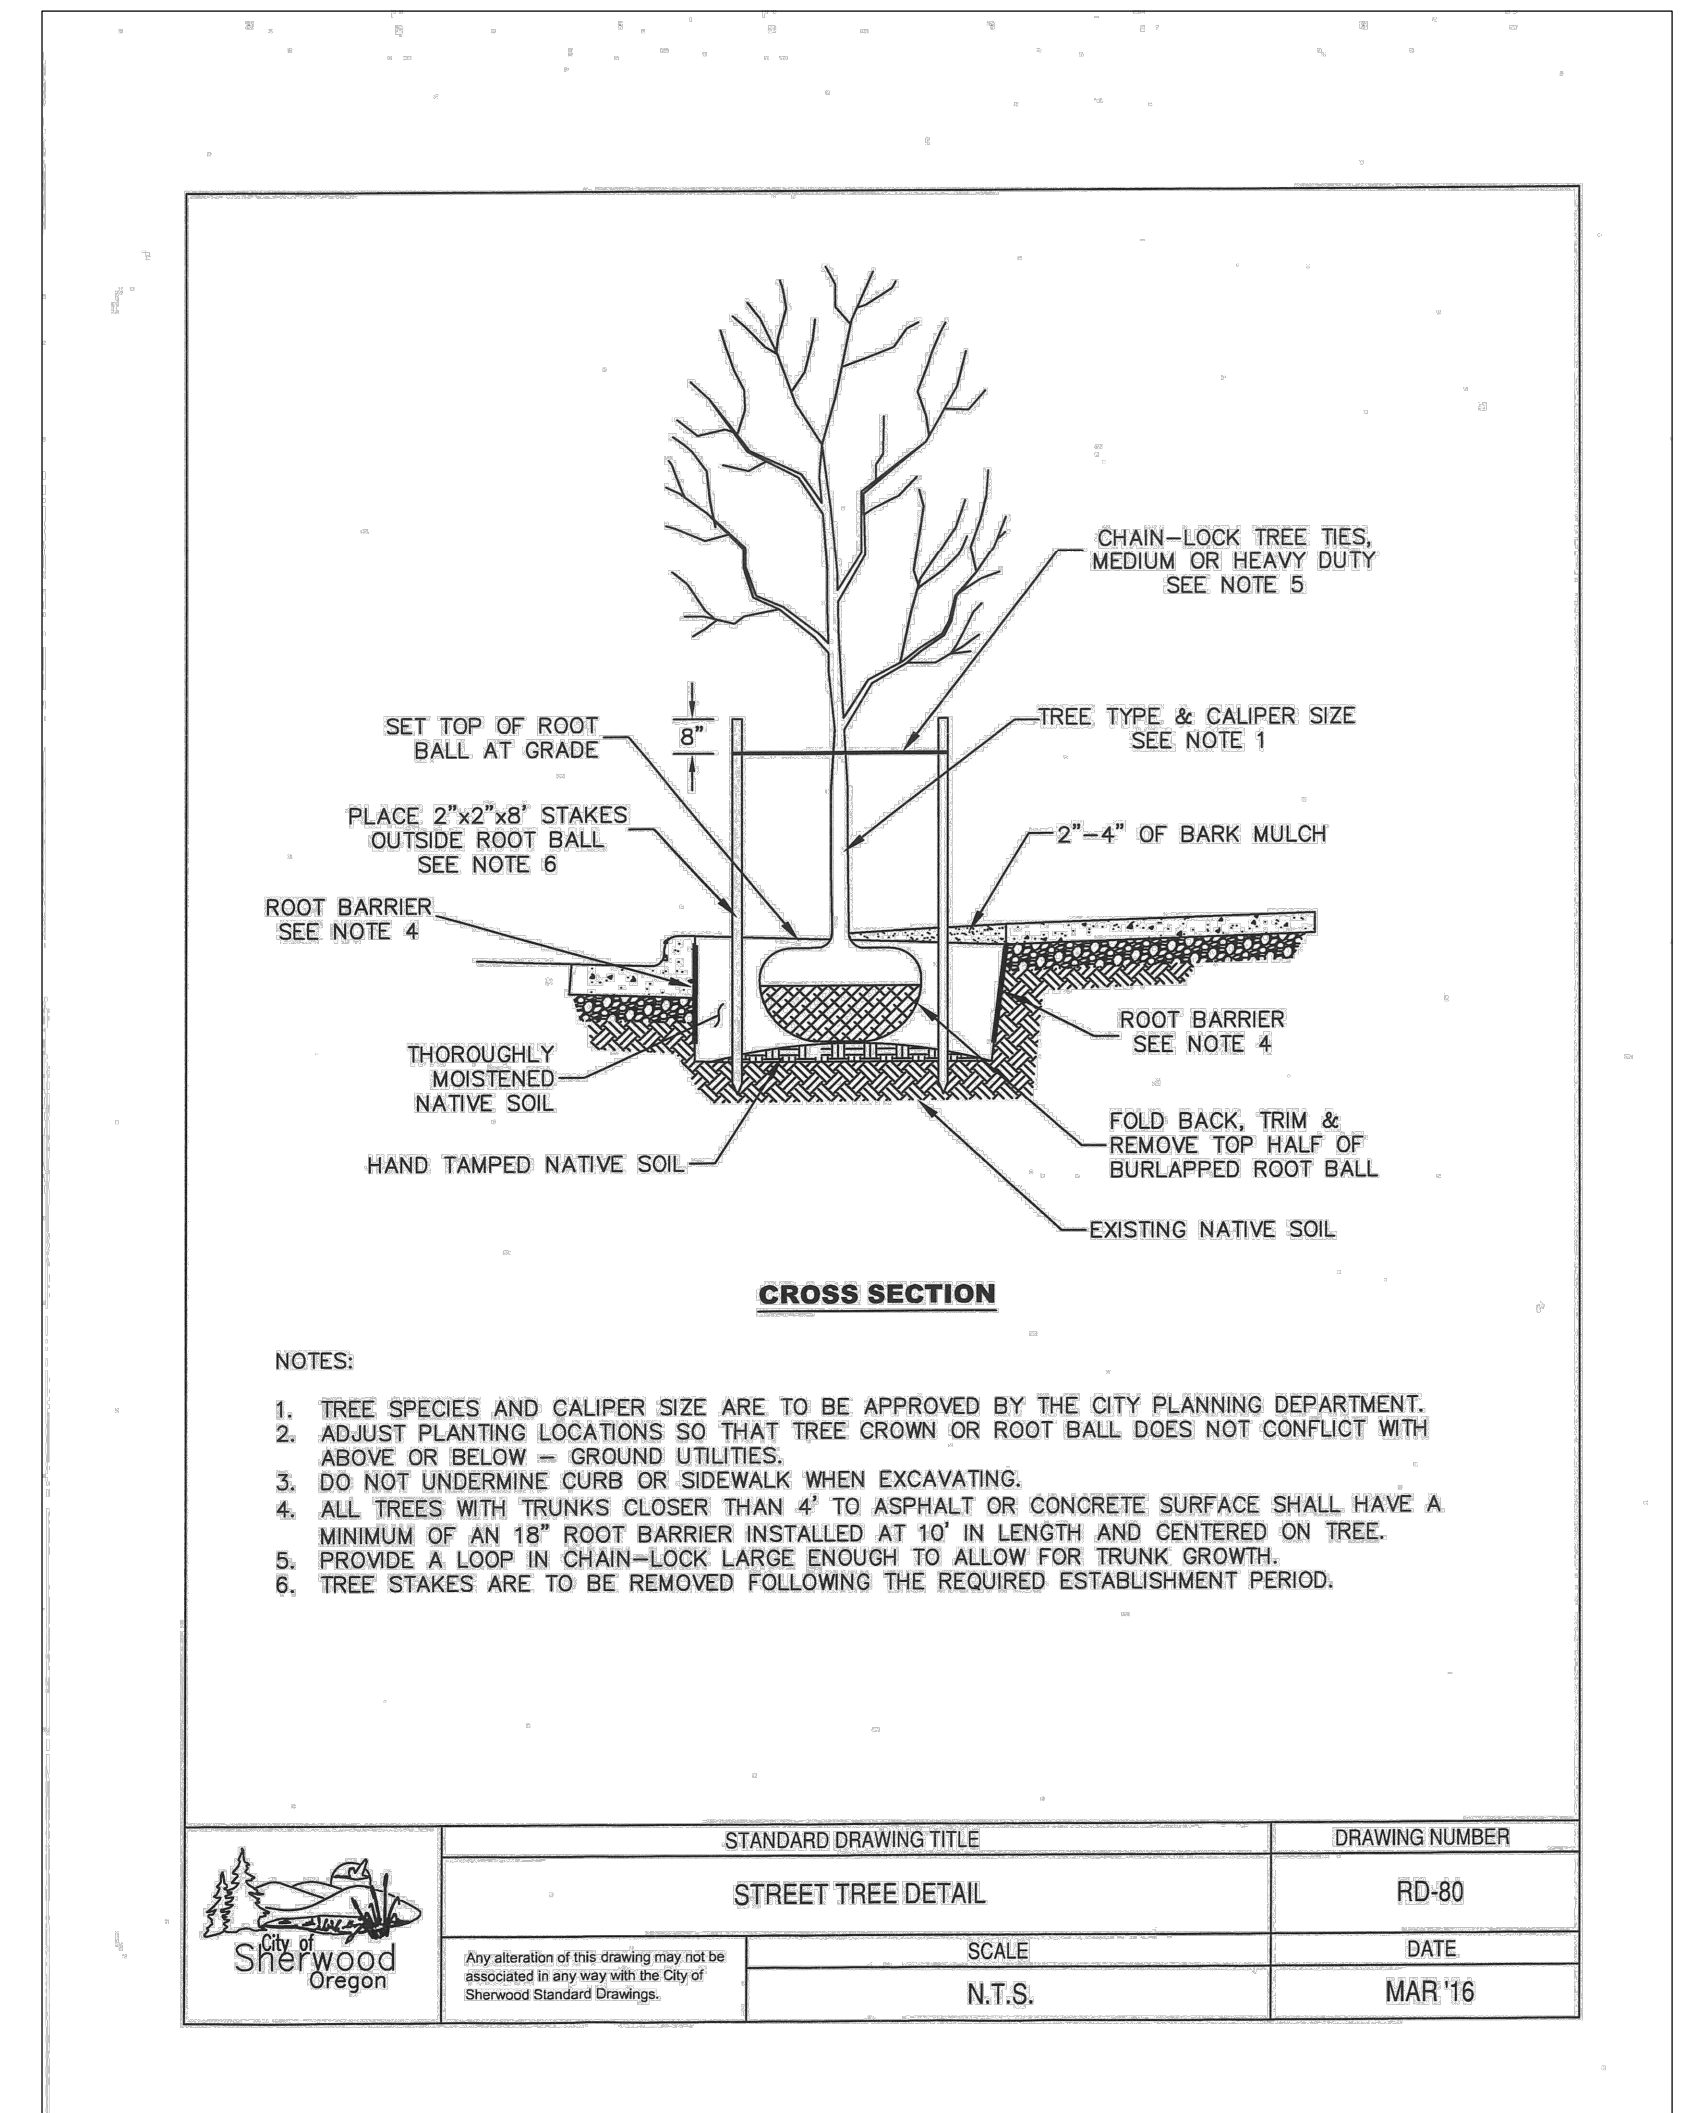 CHAIN-LOCK TREE TIES,
MEDIUM OR HEAVY DUTY
SEE NOTE 5
SET TOP OF ROOT
BALL AT GRADE
8"
TREE TYPE & CALIPER SIZE
SEE NOTE 1
PLACE 2"x2"x8' STAKES
OUTSIDE ROOT BALL
SEE NOTE 6
2"-4" OF BARK MULCH
ROOT BARRIER
SEE NOTE 4
ROOT BARRIER
SEE NOTE 4
THOROUGHLY
MOISTENED
NATIVE SOIL
FOLD BACK, TRIM &
REMOVE TOP HALF OF
BURLAPPED ROOT BALL
HAND TAMPED NATIVE SOIL
EXISTING NATIVE SOIL
CROSS SECTION
NOTES:
1. TREE SPECIES AND CALIPER SIZE ARE TO BE APPROVED BY THE CITY PLANNING DEPARTMENT.
2. ADJUST PLANTING LOCATIONS SO THAT TREE CROWN OR ROOT BALL DOES NOT CONFLICT WITH
ABOVE OR BELOW - GROUND UTILITIES.
3. DO NOT UNDERMINE CURB OR SIDEWALK WHEN EXCAVATING.
4. ALL TREES WITH TRUNKS CLOSER THAN 4' TO ASPHALT OR CONCRETE SURFACE SHALL HAVE A
MINIMUM OF AN 18" ROOT BARRIER INSTALLED AT 10' IN LENGTH AND CENTERED ON TREE.
5. PROVIDE A LOOP IN CHAIN-LOCK LARGE ENOUGH TO ALLOW FOR TRUNK GROWTH.
6. TREE STAKES ARE TO BE REMOVED FOLLOWING THE REQUIRED ESTABLISHMENT PERIOD.
City of
Sherwood
Oregon
STANDARD DRAWING TITLE
STREET TREE DETAIL
DRAWING NUMBER
RD-80
Any alteration of this drawing may not be
associated in any way with the City of
Sherwood Standard Drawings.
SCALE
N.T.S.
DATE
MAR '16